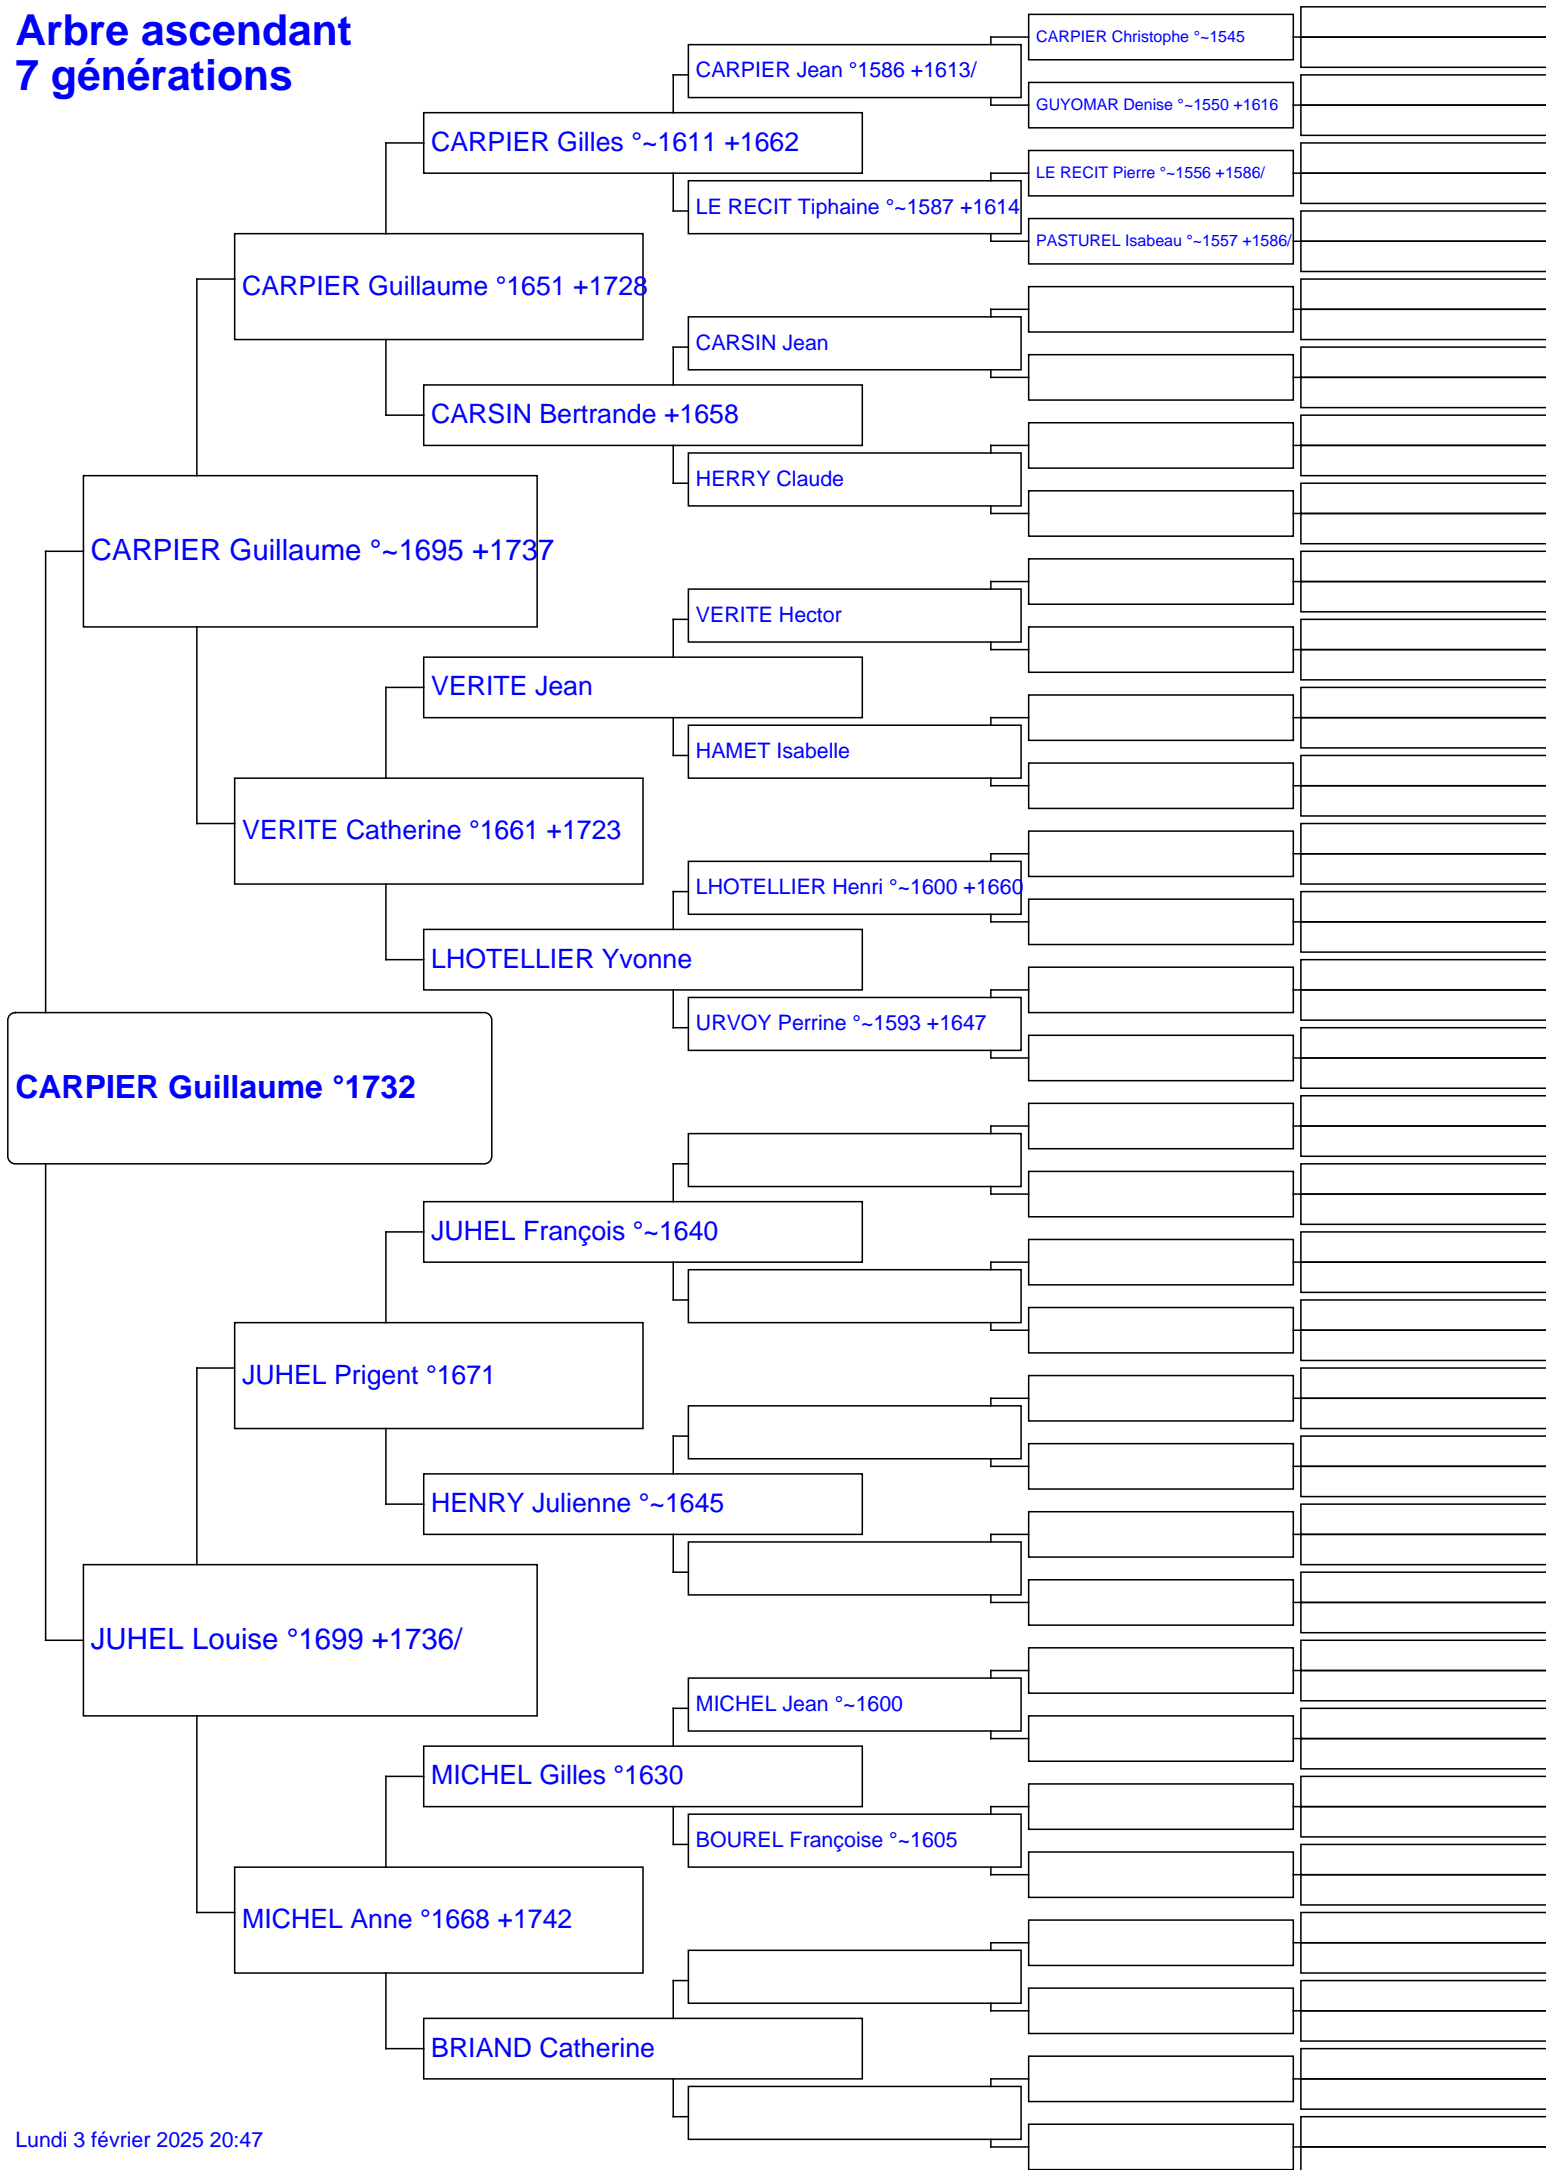 Arbre ascendant
7 générations
CARPIER Christophe °~1545
CARPIER Jean °1586 +1613/
GUYOMAR Denise °~1550 +1616
CARPIER Gilles °~1611 +1662
LE RECIT Pierre °~1556 +1586/
LE RECIT Tiphaine °~1587 +1614
PASTUREL Isabeau °~1557 +1586/
CARPIER Guillaume °1651 +1728
CARSIN Jean
CARSIN Bertrande +1658
HERRY Claude
CARPIER Guillaume °~1695 +1737
VERITE Hector
VERITE Jean
HAMET Isabelle
VERITE Catherine °1661 +1723
LHOTELLIER Henri °~1600 +1660
LHOTELLIER Yvonne
URVOY Perrine °~1593 +1647
CARPIER Guillaume °1732
JUHEL François °~1640
JUHEL Prigent °1671
HENRY Julienne °~1645
JUHEL Louise °1699 +1736/
MICHEL Jean °~1600
MICHEL Gilles °1630
BOUREL Françoise °~1605
MICHEL Anne °1668 +1742
BRIAND Catherine
Lundi 3 février 2025 20:47